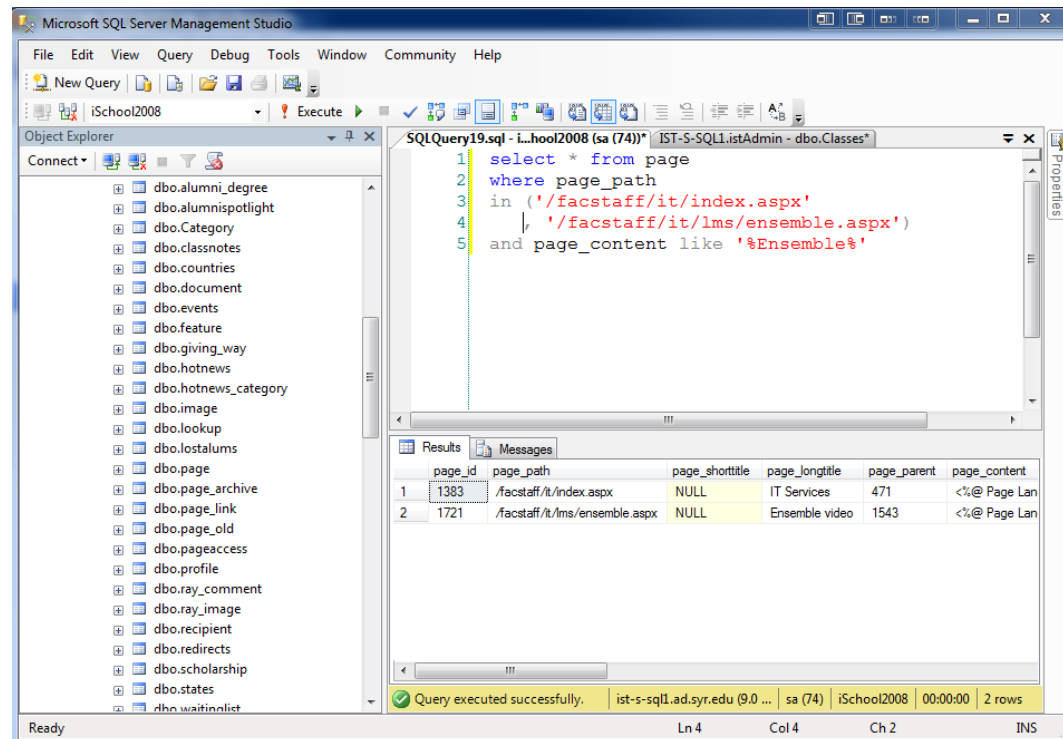 Microsoft SQL Server Management Studio
File Edit View Query Debug Tools Window Community Help
New Query
iSchool2008 Execute
Object Explorer
Connect
dbo.alumni_degree
dbo.alumnispotlight
dbo.Category
dbo.classnotes
dbo.countries
dbo.document
dbo.events
dbo.feature
dbo.giving_way
dbo.hotnews
dbo.hotnews_category
dbo.image
dbo.lookup
dbo.lostalums
dbo.page
dbo.page_archive
dbo.page_link
dbo.page_old
dbo.pageaccess
dbo.profile
dbo.ray_comment
dbo.ray_image
dbo.recipient
dbo.redirects
dbo.scholarship
dbo.states
dbo.waitinglist
SQLQuery19.sql - i...hool2008 (sa (74))* IST-S-SQL1.istAdmin - dbo.Classes*
1 select * from page
2 where page_path
3 in ('/facstaff/it/index.aspx'
4 , '/facstaff/it/lms/ensemble.aspx')
5 and page_content like '%Ensemble%'
Properties
Results Messages
page_id page_path page_shorttitle page_longtitle page_parent page_content
1 1383 /facstaff/it/index.aspx NULL IT Services 471 <%@ Page Lan
2 1721 /facstaff/it/lms/ensemble.aspx NULL Ensemble video 1543 <%@ Page Lan
Query executed successfully. ist-s-sql1.ad.syr.edu (9.0 ... sa (74) iSchool2008 00:00:00 2 rows
Ready Ln 4 Col 4 Ch 2 INS